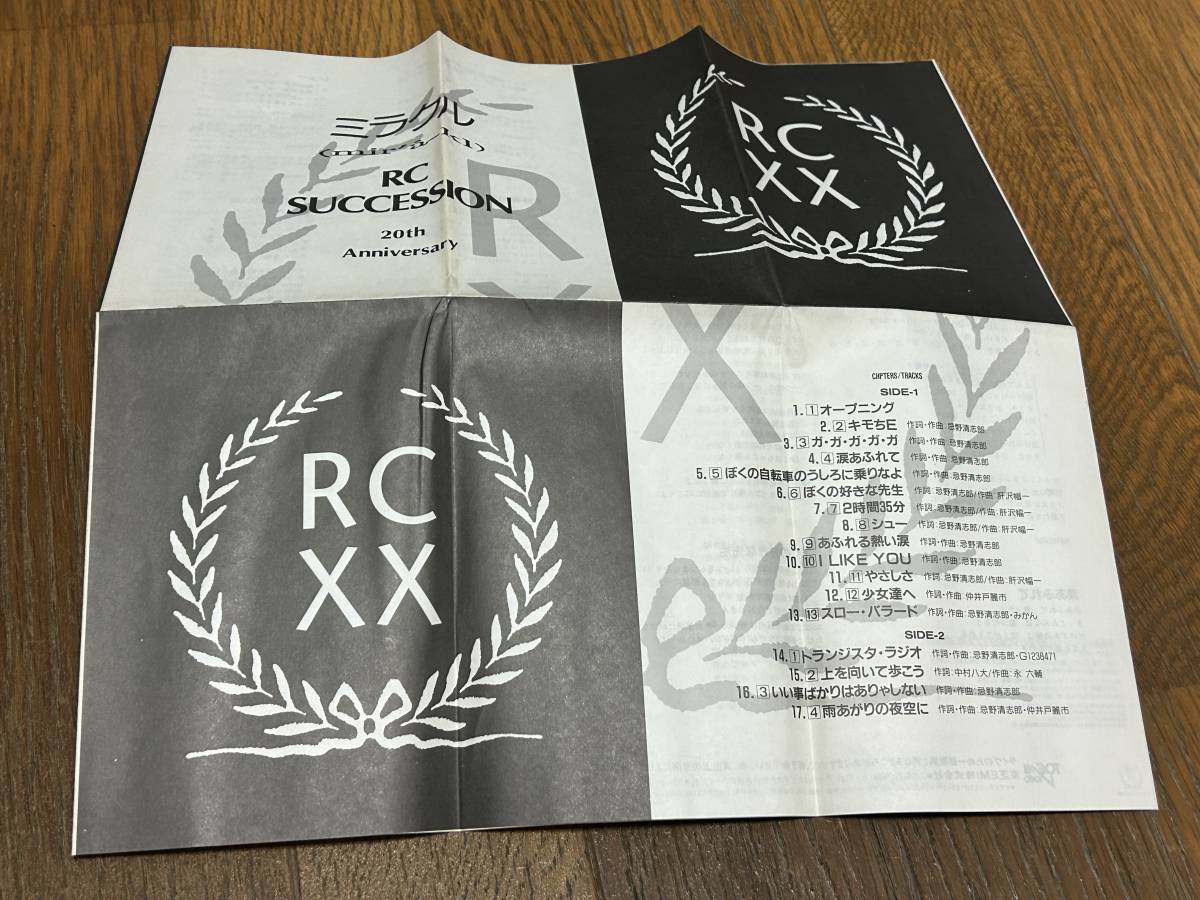 ミラクル
(mir'ə-k'l)
RC
SUCCESSION
20th
Anniversary
R
X
RC
XX
RC
XX
X
CHPTERS/TRACKS
SIDE-1
1. 1 オープニング
2. 2 キモちE 作詞・作曲：忌野清志郎
3. 3 ガ・ガ・ガ・ガ・ガ 作詞・作曲：忌野清志郎
4. 4 涙あふれて 作詞・作曲：忌野清志郎
5. 5 ぼくの自転車のうしろに乗りなよ 作詞・作曲：忌野清志郎
6. 6 ぼくの好きな先生 作詞：忌野清志郎/作曲：肝沢幅一
7. 7 2時間35分 作詞：忌野清志郎/作曲：肝沢幅一
8. 8 シュー 作詞：忌野清志郎/作曲：肝沢幅一
9. 9 あふれる熱い涙 作詞・作曲：忌野清志郎
10. 10 I LIKE YOU 作詞・作曲：忌野清志郎
11. 11 やさしさ 作詞：忌野清志郎/作曲：肝沢幅一
12. 12 少女達へ 作詞・作曲：仲井戸麗市
13. 13 スロー・バラード 作詞・作曲：忌野清志郎・みかん
SIDE-2
14. 1 トランジスタ・ラジオ 作詞・作曲：忌野清志郎・G1238471
15. 2 上を向いて歩こう 作詞：中村八大/作曲：永 六輔
16. 3 いい事ばかりはありゃしない 作詞・作曲：忌野清志郎
17. 4 雨あがりの夜空に 作詞・作曲：忌野清志郎・仲井戸麗市